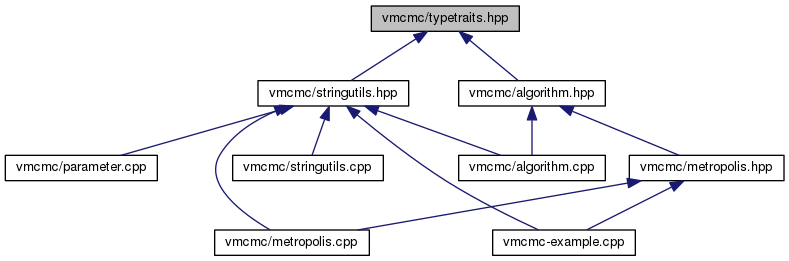 vmcmc/typetraits.hpp
vmcmc/stringutils.hpp
vmcmc/algorithm.hpp
vmcmc/parameter.cpp
vmcmc/stringutils.cpp
vmcmc/algorithm.cpp
vmcmc/metropolis.hpp
vmcmc/metropolis.cpp
vmcmc-example.cpp